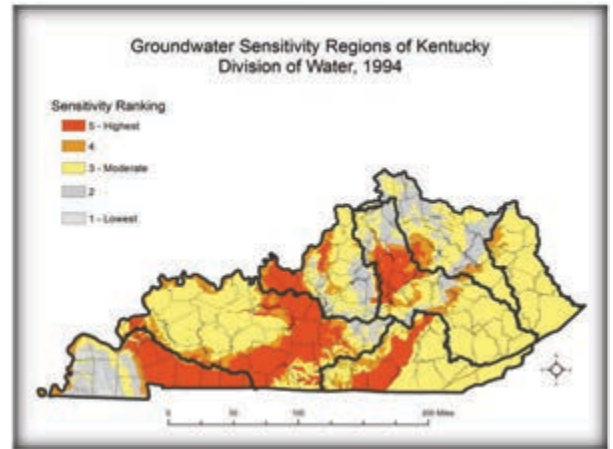 Groundwater Sensitivity Regions of Kentucky
Division of Water, 1994
Sensitivity Ranking
5 - Highest
4
3 - Moderate
2
1 - Lowest
0 50 100 200 Miles